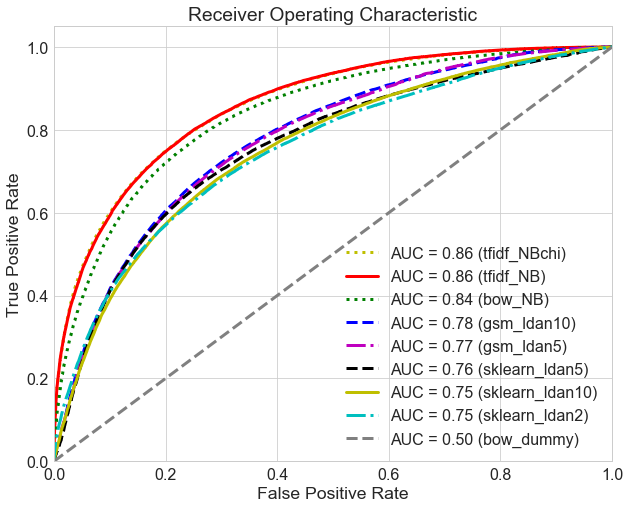 Receiver Operating Characteristic
True Positive Rate
1.0
0.8
0.6
0.4
0.2
0.0
AUC = 0.86 (tfidf_NBchi)
AUC = 0.86 (tfidf_NB)
AUC = 0.84 (bow_NB)
AUC = 0.78 (gsm_ldan10)
AUC = 0.77 (gsm_ldan5)
AUC = 0.76 (sklearn_ldan5)
AUC = 0.75 (sklearn_ldan10)
AUC = 0.75 (sklearn_ldan2)
AUC = 0.50 (bow_dummy)
0.0 0.2 0.4 0.6 0.8 1.0
False Positive Rate